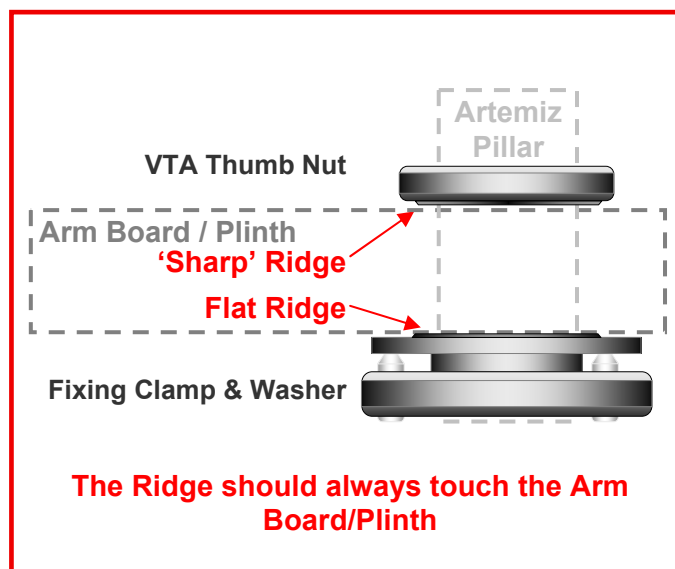 Artemiz
Pillar
VTA Thumb Nut
Arm Board / Plinth
‘Sharp’ Ridge
Flat Ridge
Fixing Clamp & Washer
The Ridge should always touch the Arm
Board/Plinth